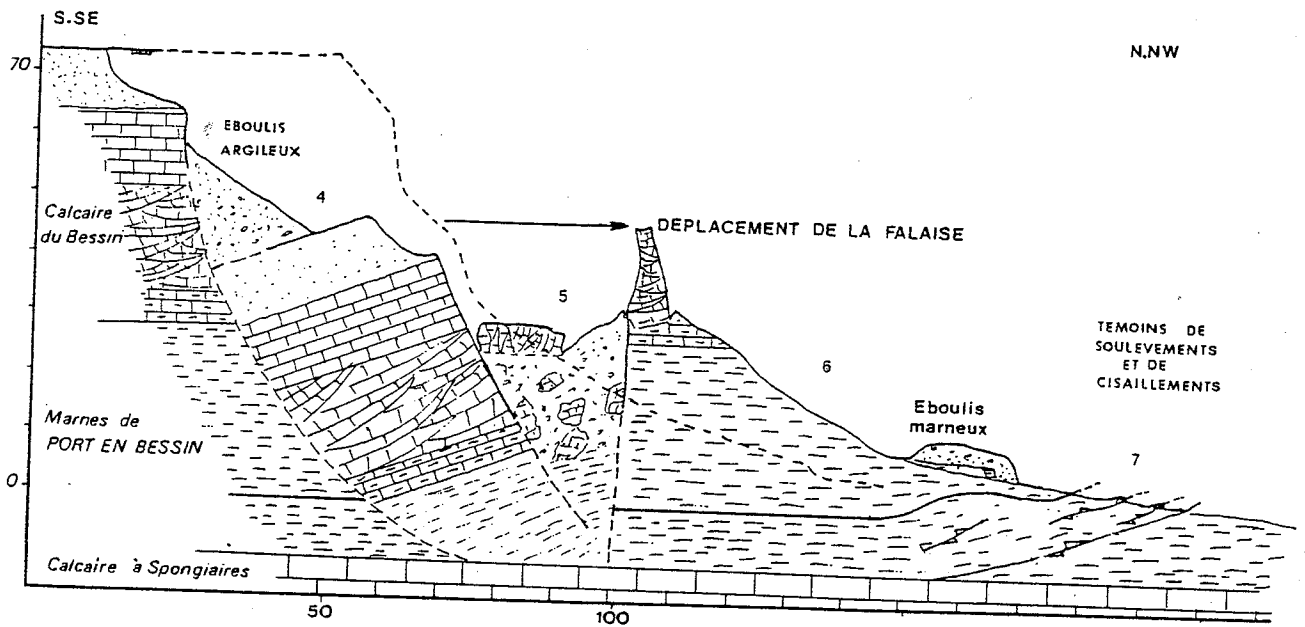 S.SE
N.NW
70
EBOULIS
ARGILEUX
4
Calcaire
du Bessin
DEPLACEMENT DE LA FALAISE
5
TEMOINS DE
SOULEVEMENTS
ET DE
CISAILLEMENTS
6
Marnes de
PORT EN BESSIN
Eboulis
marneux
7
0
Calcaire à Spongiaires
50
100